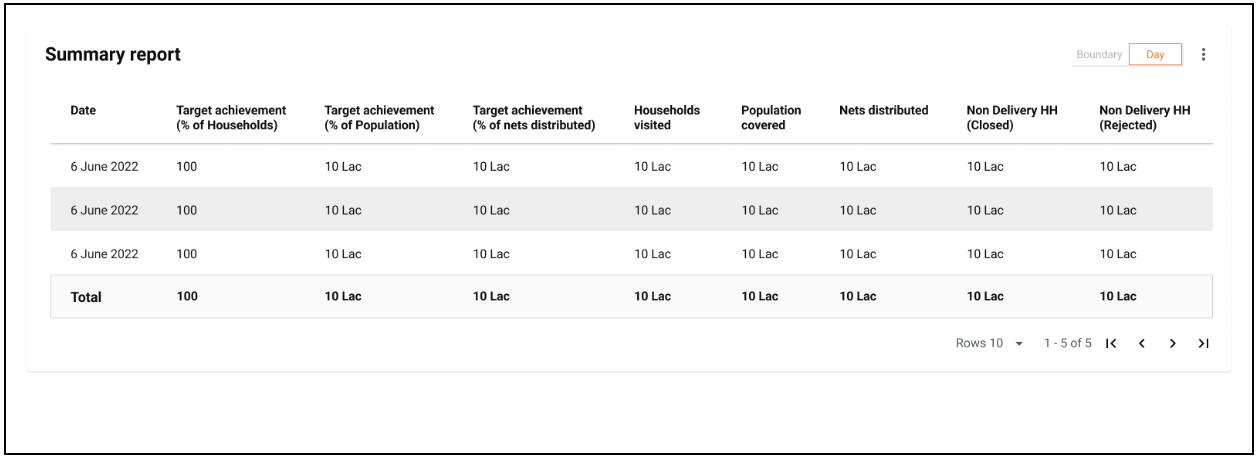 Summary report
Boundary Day
Date Target achievement (% of Households) Target achievement (% of Population) Target achievement (% of nets distributed) Households visited Population covered Nets distributed Non Delivery HH (Closed) Non Delivery HH (Rejected)
6 June 2022 100 10 Lac 10 Lac 10 Lac 10 Lac 10 Lac 10 Lac 10 Lac
6 June 2022 100 10 Lac 10 Lac 10 Lac 10 Lac 10 Lac 10 Lac 10 Lac
6 June 2022 100 10 Lac 10 Lac 10 Lac 10 Lac 10 Lac 10 Lac 10 Lac
Total 100 10 Lac 10 Lac 10 Lac 10 Lac 10 Lac 10 Lac 10 Lac
Rows 10 1 - 5 of 5